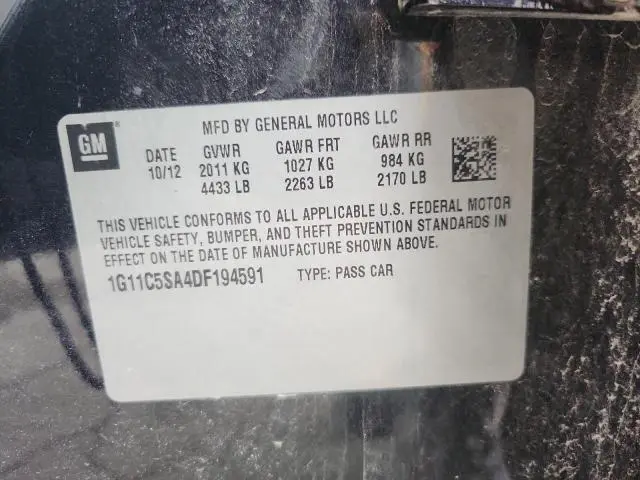 GM
MFD BY GENERAL MOTORS LLC
DATE GVWR GAWR FRT GAWR RR
10/12 2011 KG 1027 KG 984 KG
4433 LB 2263 LB 2170 LB
THIS VEHICLE CONFORMS TO ALL APPLICABLE U.S. FEDERAL MOTOR
VEHICLE SAFETY, BUMPER, AND THEFT PREVENTION STANDARDS IN
EFFECT ON THE DATE OF MANUFACTURE SHOWN ABOVE.
1G11C5SA4DF194591 TYPE: PASS CAR